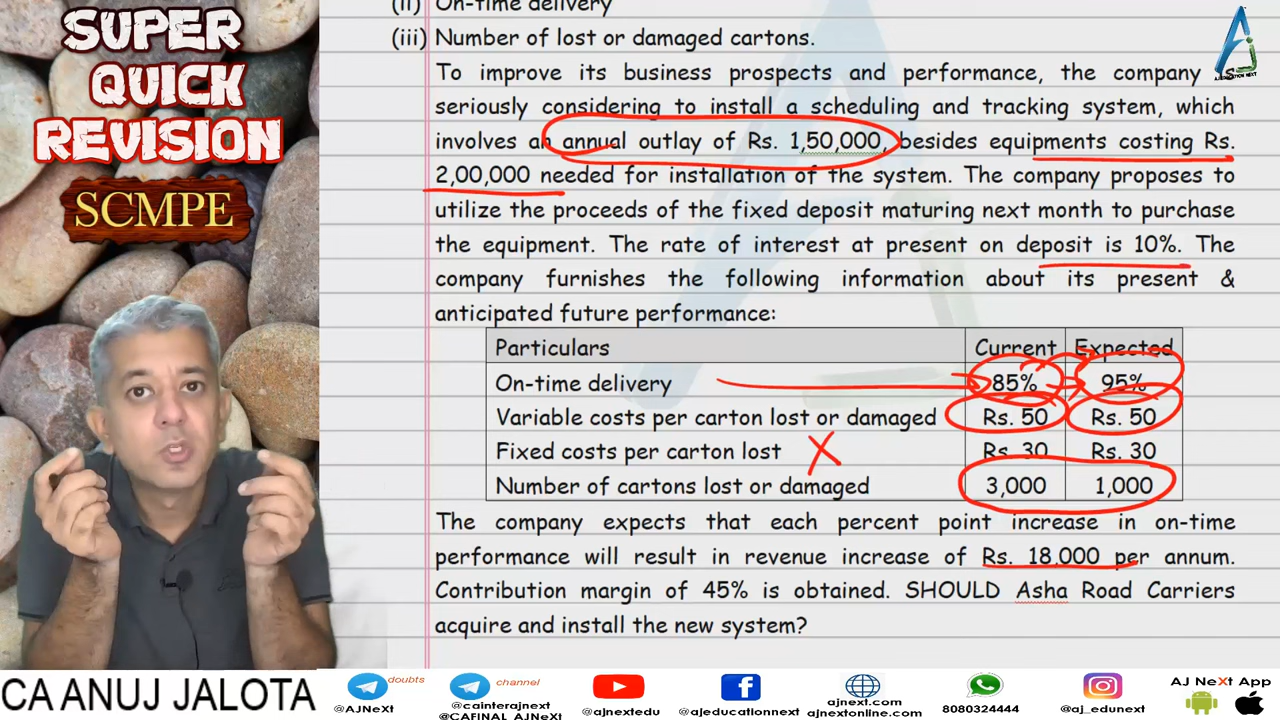 SUPER
QUICK
REVISION
SCMPE
(ii) On-time delivery
(iii) Number of lost or damaged cartons.
To improve its business prospects and performance, the company
seriously considering to install a scheduling and tracking system, which
involves an annual outlay of Rs. 1,50,000, besides equipments costing Rs.
2,00,000 needed for installation of the system. The company proposes to
utilize the proceeds of the fixed deposit maturing next month to purchase
the equipment. The rate of interest at present on deposit is 10%. The
company furnishes the following information about its present &
anticipated future performance:
Particulars Current Expected
On-time delivery 85% 95%
Variable costs per carton lost or damaged Rs. 50 Rs. 50
Fixed costs per carton lost Rs. 30 Rs. 30
Number of cartons lost or damaged 3,000 1,000
The company expects that each percent point increase in on-time
performance will result in revenue increase of Rs. 18,000 per annum.
Contribution margin of 45% is obtained. SHOULD Asha Road Carriers
acquire and install the new system?
CA ANUJ JALOTA
doubts
@AJNeXt
channel
@cainterajnext
@CAFINAL_AJNeXt
@ajnextedu
@ajeducationnext
ajnext.com
ajnextonline.com
8080324444
@aj_edunext
AJ NeXt App